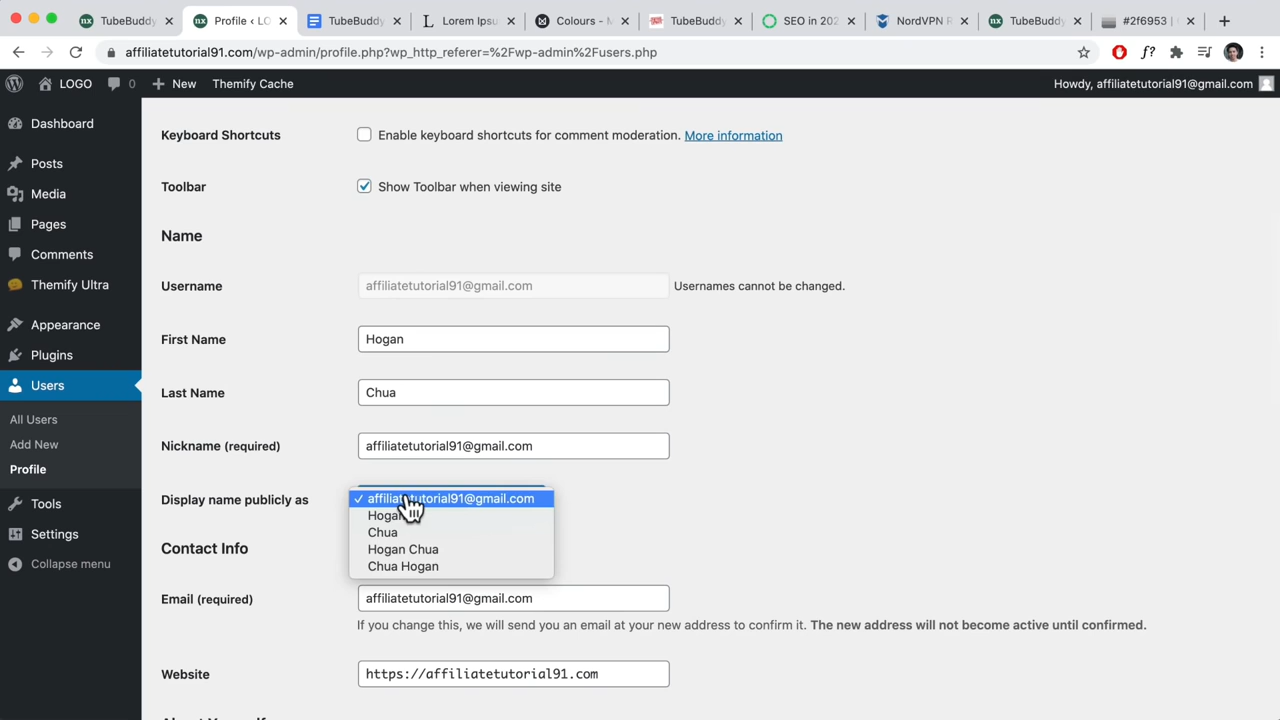 TubeBuddy
Profile ‹ LO
TubeBuddy
Lorem Ipsu
Colours - M
TubeBuddy
SEO in 202
NordVPN R
TubeBuddy
#2f6953 |
affiliatetutorial91.com/wp-admin/profile.php?wp_http_referer=%2Fwp-admin%2Fusers.php
LOGO
0
New
Themify Cache
Howdy, affiliatetutorial91@gmail.com
Dashboard
Posts
Media
Pages
Comments
Themify Ultra
Appearance
Plugins
Users
All Users
Add New
Profile
Tools
Settings
Collapse menu
Keyboard Shortcuts
Enable keyboard shortcuts for comment moderation. More information
Toolbar
Show Toolbar when viewing site
Name
Username
affiliatetutorial91@gmail.com
Usernames cannot be changed.
First Name
Hogan
Last Name
Chua
Nickname (required)
affiliatetutorial91@gmail.com
Display name publicly as
affiliatetutorial91@gmail.com
Hogan
Chua
Hogan Chua
Chua Hogan
Contact Info
Email (required)
affiliatetutorial91@gmail.com
If you change this, we will send you an email at your new address to confirm it. The new address will not become active until confirmed.
Website
https://affiliatetutorial91.com